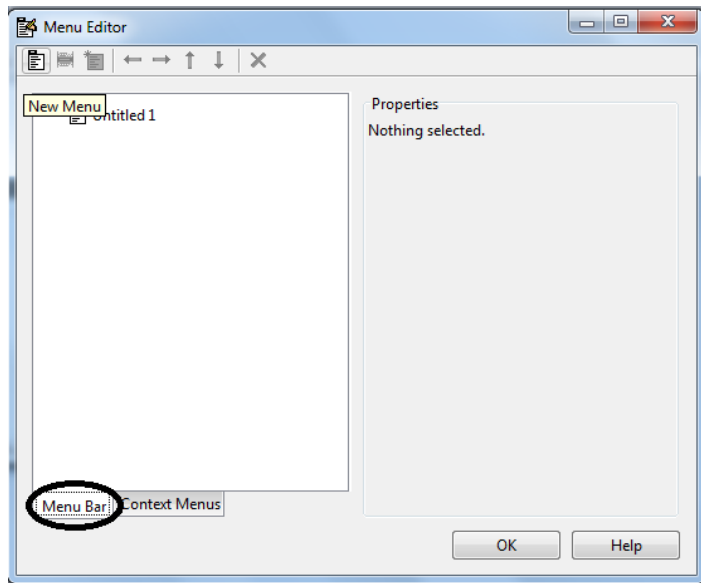 Menu Editor
New Menu
Untitled 1
Properties
Nothing selected.
Menu Bar
Context Menus
OK
Help